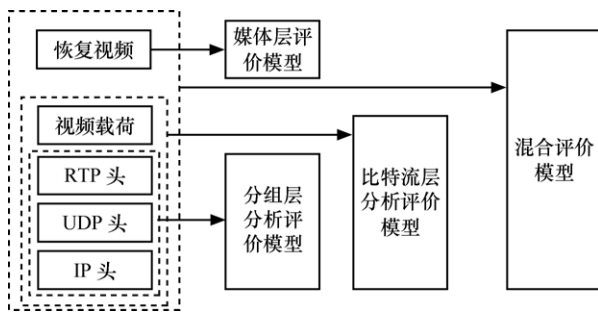 恢复视频
媒体层评
价模型
视频载荷
RTP 头
UDP 头
IP 头
分组层
分析评
价模型
比特流层
分析评价
模型
混合评价
模型